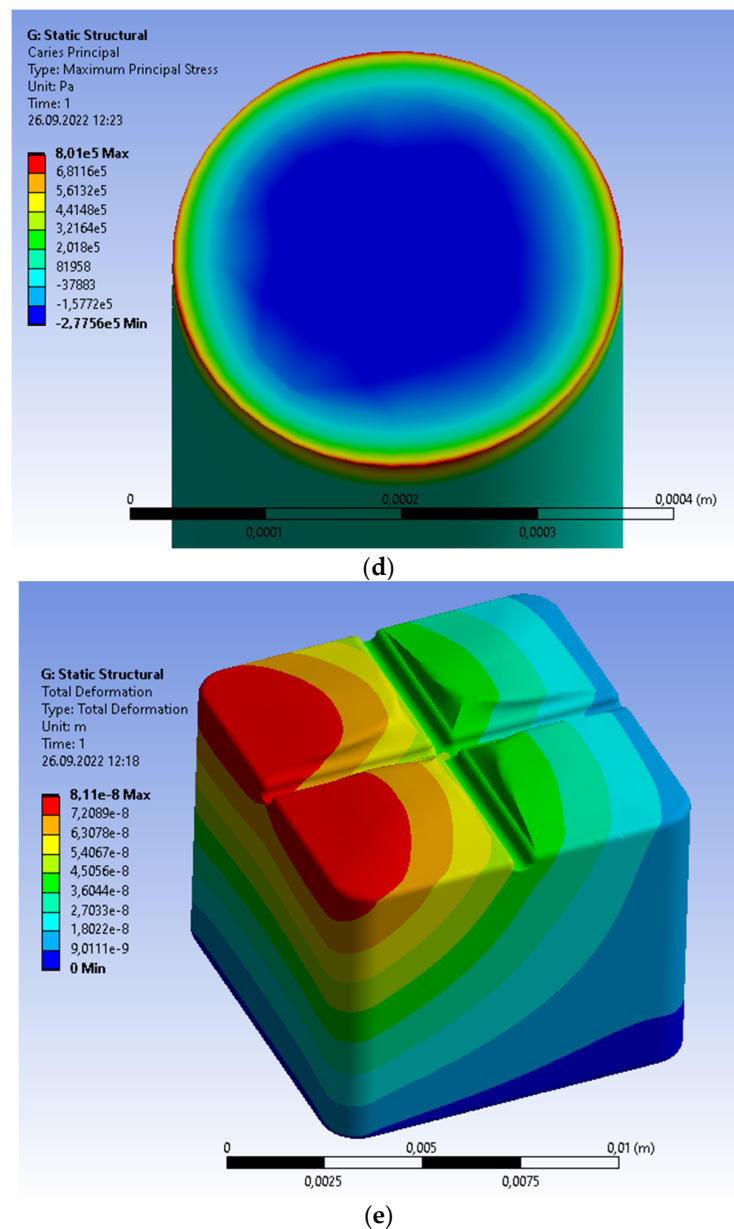 G: Static Structural
Caries Principal
Type: Maximum Principal Stress
Unit: Pa
Time: 1
26.09.2022 12:23
8,01e5 Max
6,8116e5
5,6132e5
4,4148e5
3,2164e5
2,018e5
81958
-37883
-1,5772e5
-2,7756e5 Min
0 0,0002 0,0004 (m)
0,0001 0,0003
(d)
G: Static Structural
Total Deformation
Type: Total Deformation
Unit: m
Time: 1
26.09.2022 12:18
8,11e-8 Max
7,2089e-8
6,3078e-8
5,4067e-8
4,5056e-8
3,6044e-8
2,7033e-8
1,8022e-8
9,0111e-9
0 Min
0 0,005 0,01 (m)
0,0025 0,0075
(e)